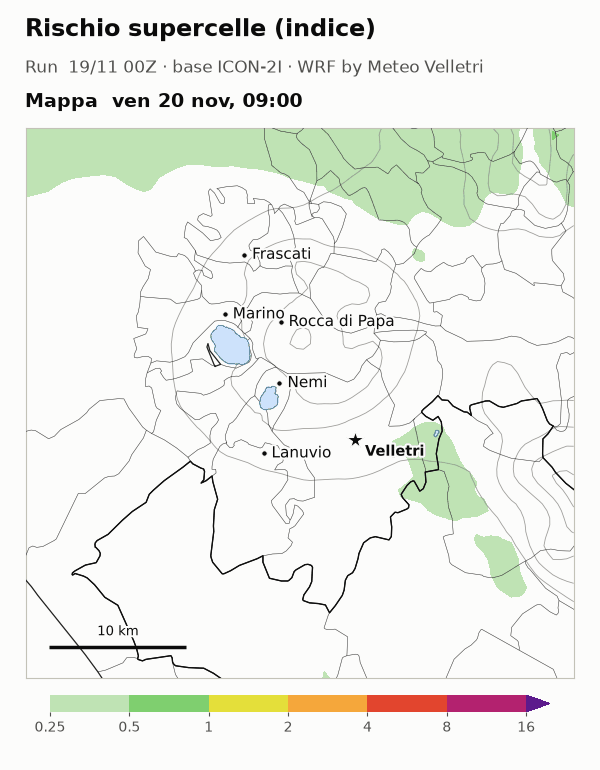 Rischio supercelle (indice)
Run  19/11 00Z · base ICON-2I · WRF by Meteo Velletri
Mappa  ven 20 nov, 09:00
Frascati
Marino
Rocca di Papa
Nemi
Velletri
Lanuvio
10 km
0.25 0.5 1 2 4 8 16